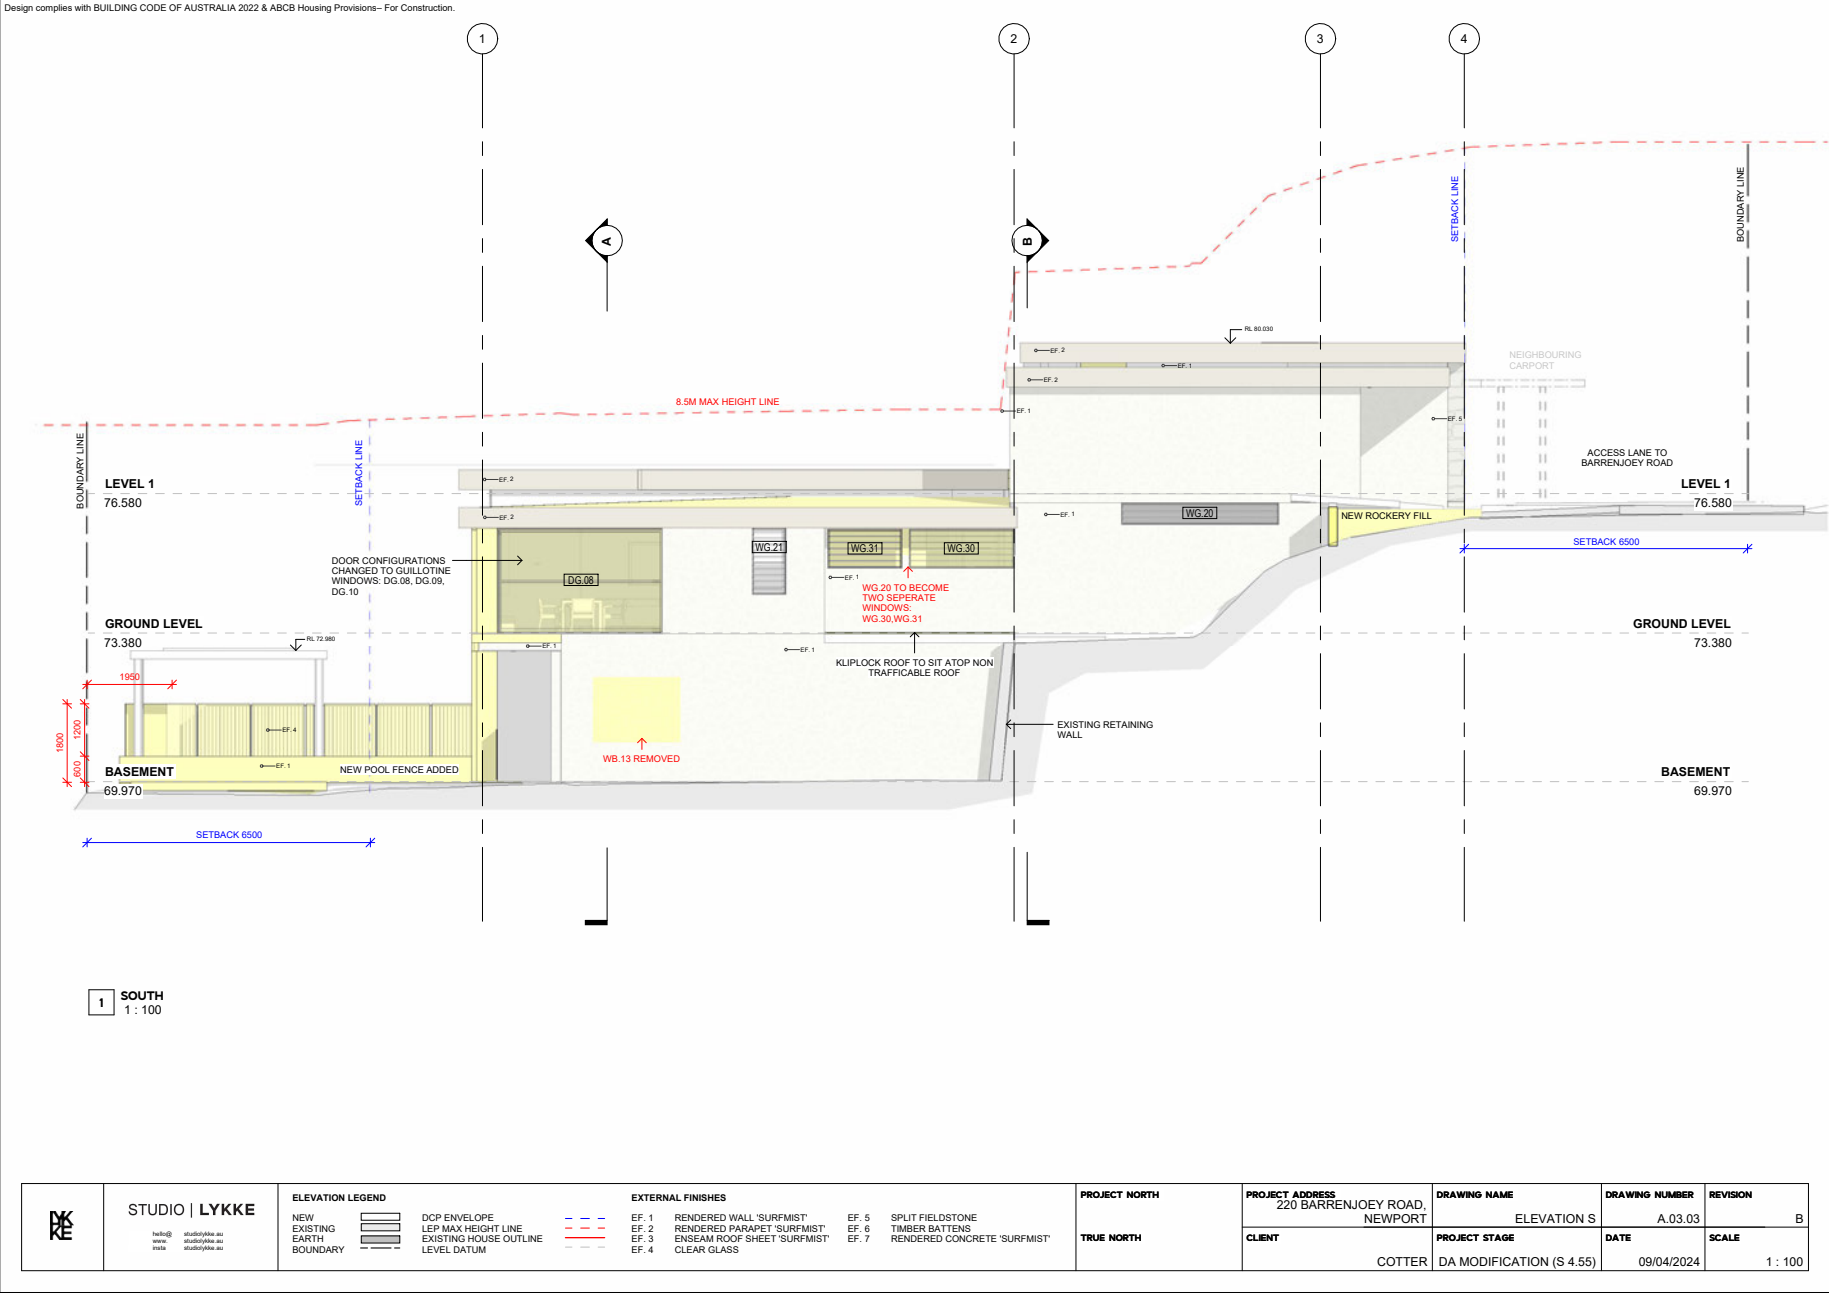 Design complies with BUILDING CODE OF AUSTRALIA 2022 & ABCB Housing Provisions– For Construction.
1
2
3
4
A
B
SETBACK LINE
BOUNDARY LINE
RL 80.030
EF. 2
EF. 1
EF. 2
NEIGHBOURING
CARPORT
8.5M MAX HEIGHT LINE
EF. 1
EF. 5
BOUNDARY LINE
SETBACK LINE
ACCESS LANE TO
BARRENJOEY ROAD
LEVEL 1
76.580
EF. 2
LEVEL 1
76.580
EF. 2
EF. 1
WG.20
NEW ROCKERY FILL
SETBACK 6500
DOOR CONFIGURATIONS
CHANGED TO GUILLOTINE
WINDOWS: DG.08, DG.09,
DG.10
DG.08
WG.21
WG.31
WG.30
EF. 1
WG.20 TO BECOME
TWO SEPERATE
WINDOWS:
WG.30,WG.31
GROUND LEVEL
73.380
GROUND LEVEL
73.380
RL 72.980
EF. 1
EF. 1
KLIPLOCK ROOF TO SIT ATOP NON
TRAFFICABLE ROOF
1950
1800
1200
600
EF. 4
EF. 1
EXISTING RETAINING
WALL
WB.13 REMOVED
BASEMENT
69.970
NEW POOL FENCE ADDED
BASEMENT
69.970
SETBACK 6500
1
SOUTH
1 : 100
LYK
KE
STUDIO | LYKKE
hello@ studiolykke.au
www. studiolykke.au
insta studiolykke.au
ELEVATION LEGEND
NEW
EXISTING
EARTH
BOUNDARY
DCP ENVELOPE
LEP MAX HEIGHT LINE
EXISTING HOUSE OUTLINE
LEVEL DATUM
EXTERNAL FINISHES
EF. 1 RENDERED WALL 'SURFMIST'
EF. 2 RENDERED PARAPET 'SURFMIST'
EF. 3 ENSEAM ROOF SHEET 'SURFMIST'
EF. 4 CLEAR GLASS
EF. 5 SPLIT FIELDSTONE
EF. 6 TIMBER BATTENS
EF. 7 RENDERED CONCRETE 'SURFMIST'
PROJECT NORTH
TRUE NORTH
PROJECT ADDRESS
220 BARRENJOEY ROAD,
NEWPORT
CLIENT
COTTER
DRAWING NAME
ELEVATION S
PROJECT STAGE
DA MODIFICATION (S 4.55)
DRAWING NUMBER
A.03.03
DATE
09/04/2024
REVISION
B
SCALE
1 : 100